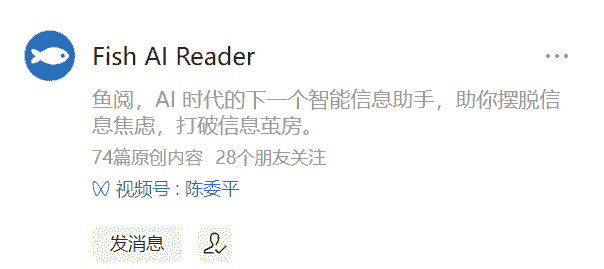 Fish AI Reader
鱼阅，AI 时代的下一个智能信息助手，助你摆脱信
息焦虑，打破信息茧房。
74篇原创内容 28个朋友关注
视频号：陈委平
发消息